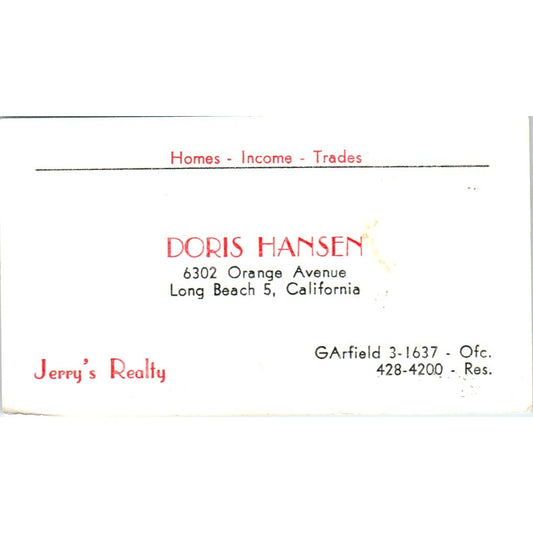 Homes - Income - Trades
DORIS HANSEN
6302 Orange Avenue
Long Beach 5, California
Jerry's Realty
GArfield 3-1637 - Ofc.
428-4200 - Res.